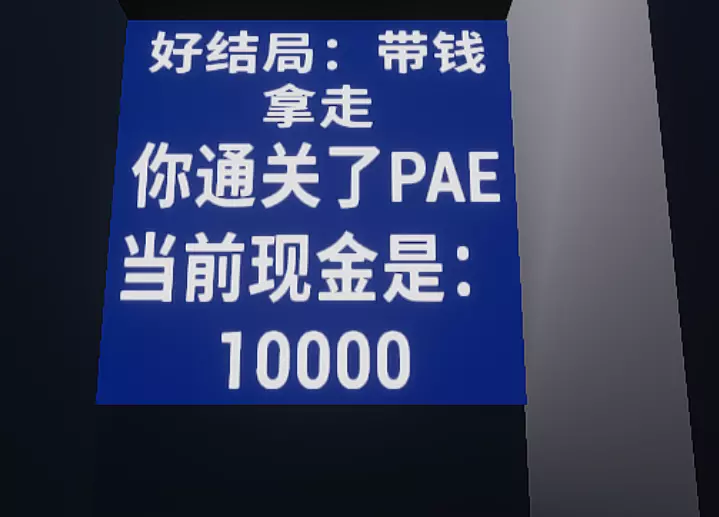 好结局：带钱
拿走
你通关了PAE
当前现金是：
10000